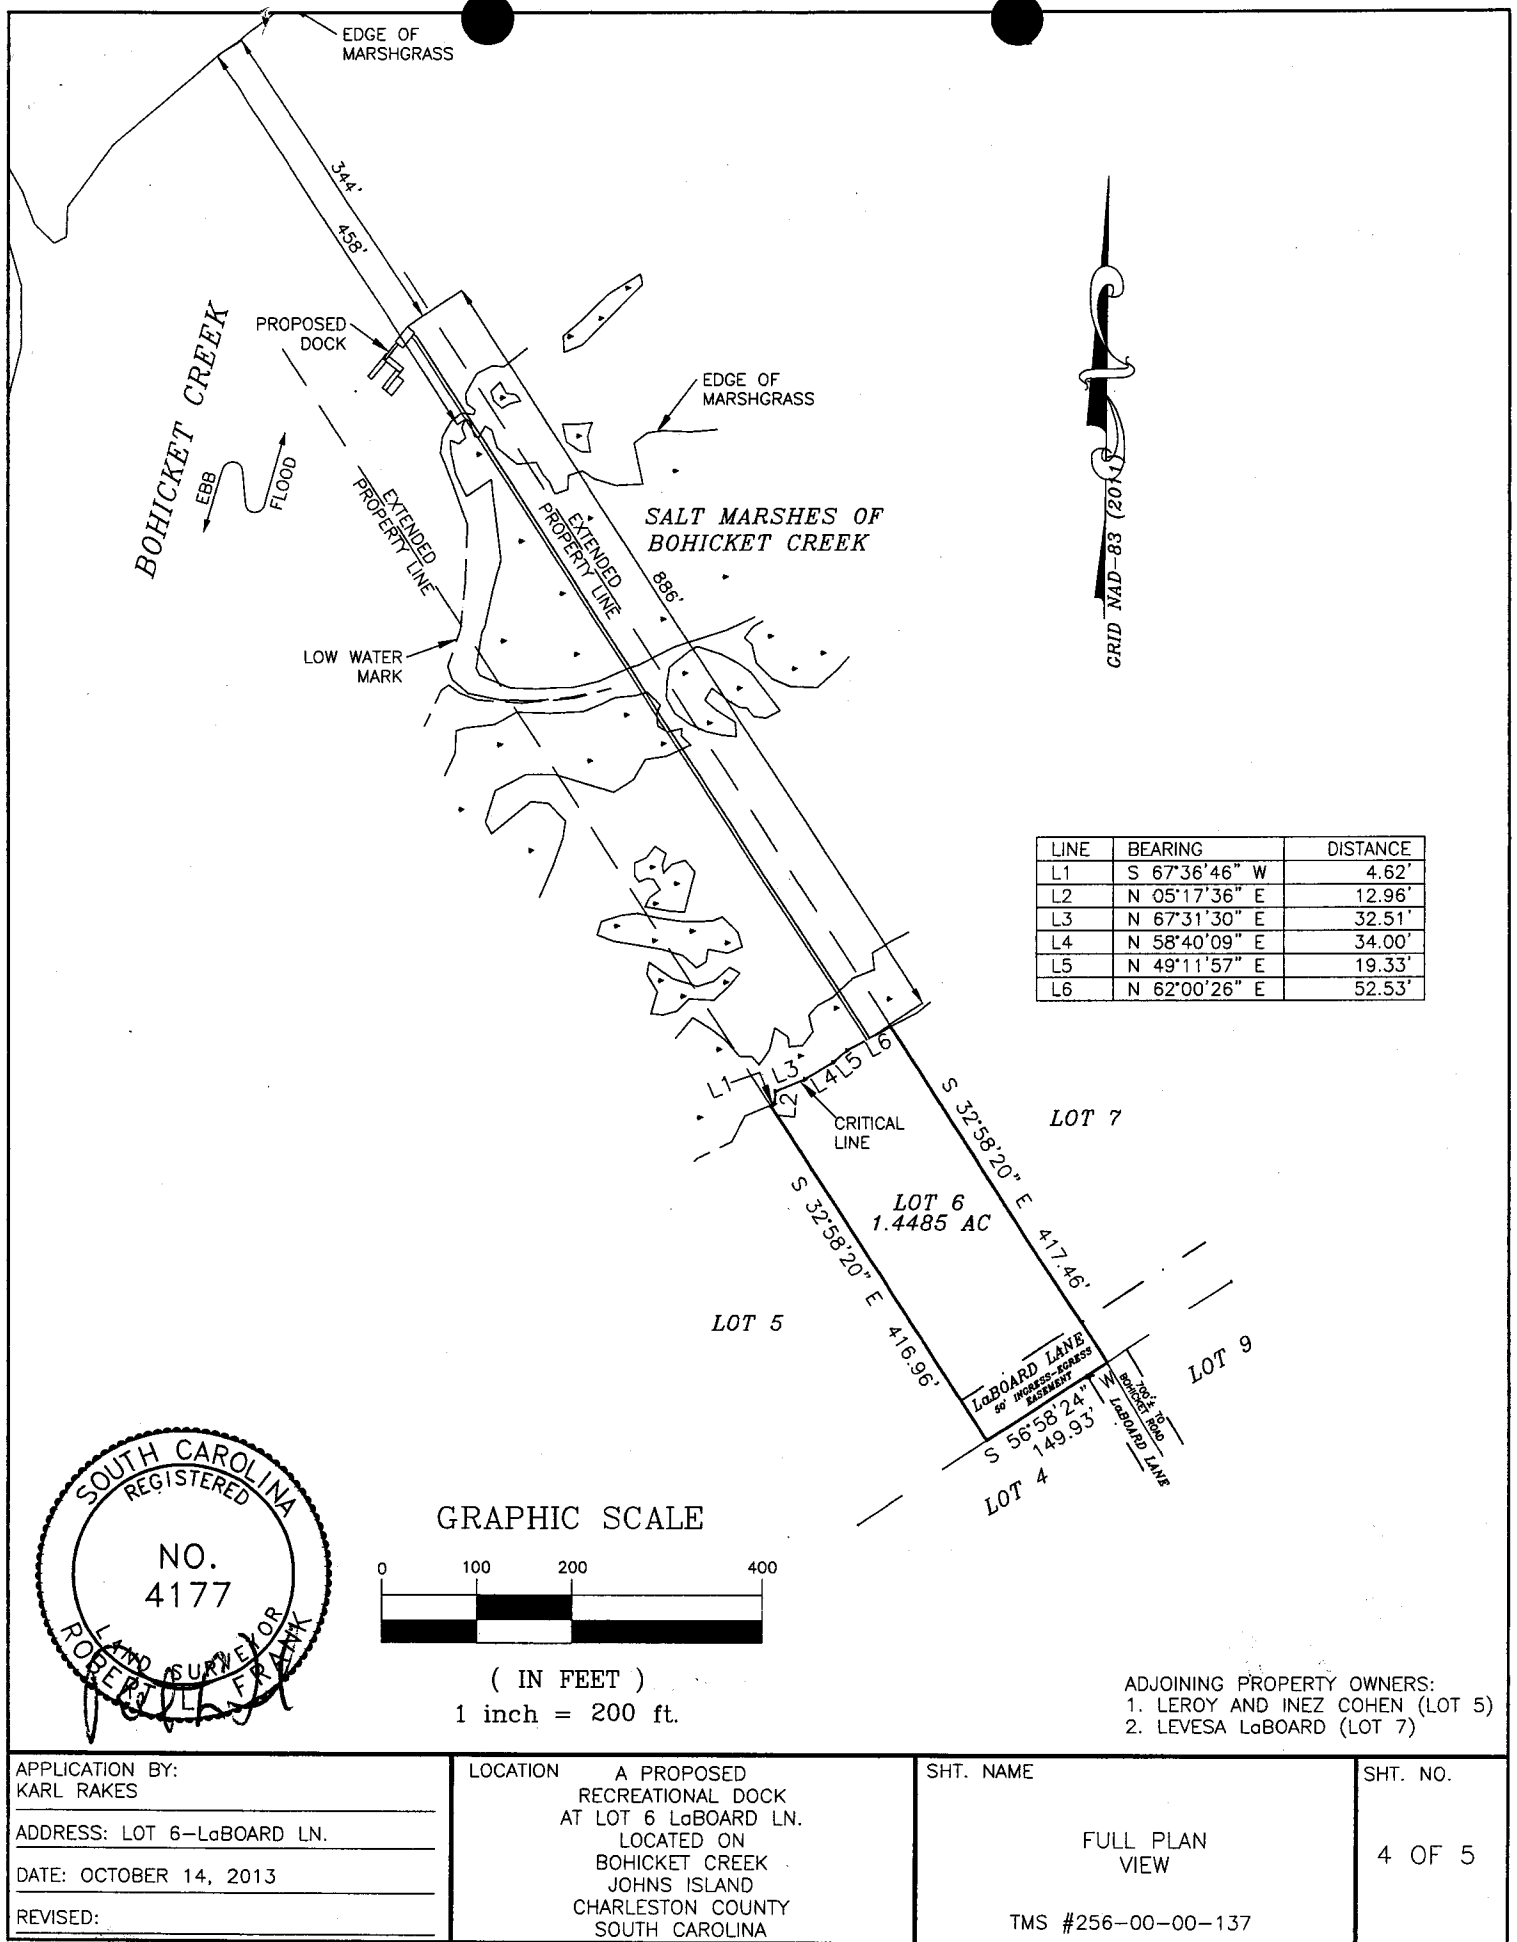 EDGE OF
MARSHGRASS
344'
458'
PROPOSED
DOCK
BOHICKET CREEK
EBB
FLOOD
EDGE OF
MARSHGRASS
EXTENDED
PROPERTY LINE
EXTENDED
PROPERTY LINE
SALT MARSHES OF
BOHICKET CREEK
886'
LOW WATER
MARK
GRID NAD-83 (2011)
LINE BEARING DISTANCE
L1 S 67°36'46" W 4.62'
L2 N 05°17'36" E 12.96'
L3 N 67°31'30" E 32.51'
L4 N 58°40'09" E 34.00'
L5 N 49°11'57" E 19.33'
L6 N 62°00'26" E 52.53'
L1
L2
L3
L4
L5
L6
CRITICAL
LINE
S 32°58'20" E 417.46'
LOT 7
LOT 6
1.4485 AC
S 32°58'20" E 416.96'
LOT 5
LaBOARD LANE
50' INGRESS-EGRESS
EASEMENT
S 56°58'24" W
149.93'
700'± TO
BOHICKET ROAD
LaBOARD LANE
LOT 9
LOT 4
SOUTH CAROLINA
REGISTERED
NO.
4177
LAND SURVEYOR
ROBERT L. FRANK
GRAPHIC SCALE
0 100 200 400
( IN FEET )
1 inch = 200 ft.
ADJOINING PROPERTY OWNERS:
1. LEROY AND INEZ COHEN (LOT 5)
2. LEVESA LaBOARD (LOT 7)
APPLICATION BY:
KARL RAKES
ADDRESS: LOT 6-LaBOARD LN.
DATE: OCTOBER 14, 2013
REVISED:
LOCATION A PROPOSED
RECREATIONAL DOCK
AT LOT 6 LaBOARD LN.
LOCATED ON
BOHICKET CREEK
JOHNS ISLAND
CHARLESTON COUNTY
SOUTH CAROLINA
SHT. NAME
FULL PLAN
VIEW
TMS #256-00-00-137
SHT. NO.
4 OF 5